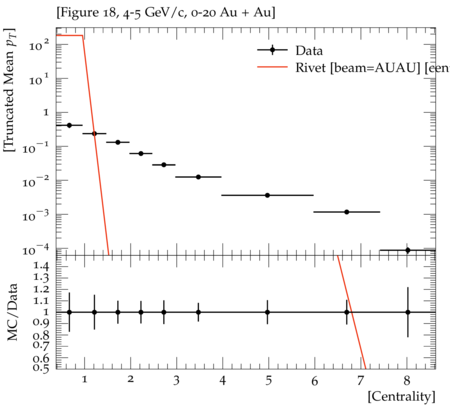 [Figure 18, 4-5 GeV/c, 0-20 Au + Au]
[Truncated Mean p_T]
10^2
10^1
1
10^−1
10^−2
10^−3
10^−4
Data
Rivet [beam=AUAU] [cen
MC/Data
1.4
1.3
1.2
1.1
1
0.9
0.8
0.7
0.6
0.5
1 2 3 4 5 6 7 8
[Centrality]